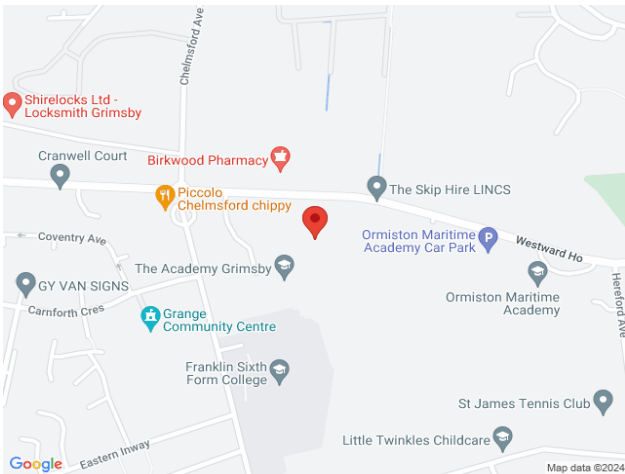 Chelmsford Ave
Shirelocks Ltd -
Locksmith Grimsby
Cranwell Court
Birkwood Pharmacy
Piccolo
Chelmsford chippy
The Skip Hire LINCS
Coventry Ave
Ormiston Maritime
Academy Car Park
P
Westward Ho
The Academy Grimsby
GY VAN SIGNS
Carnforth Cres
Ormiston Maritime
Academy
Hereford Ave
Grange
Community Centre
Franklin Sixth
Form College
St James Tennis Club
Little Twinkles Childcare
Eastern Inway
Google
Map data ©2024